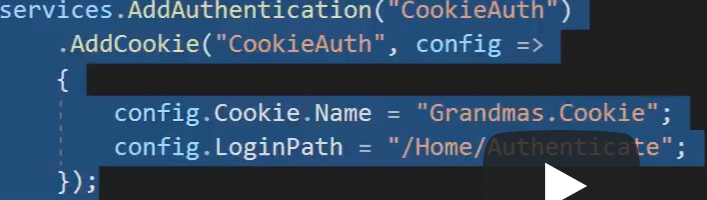 services.AddAuthentication("CookieAuth")
.AddCookie("CookieAuth", config =>
{
config.Cookie.Name = "Grandmas.Cookie";
config.LoginPath = "/Home/Authenticate";
});